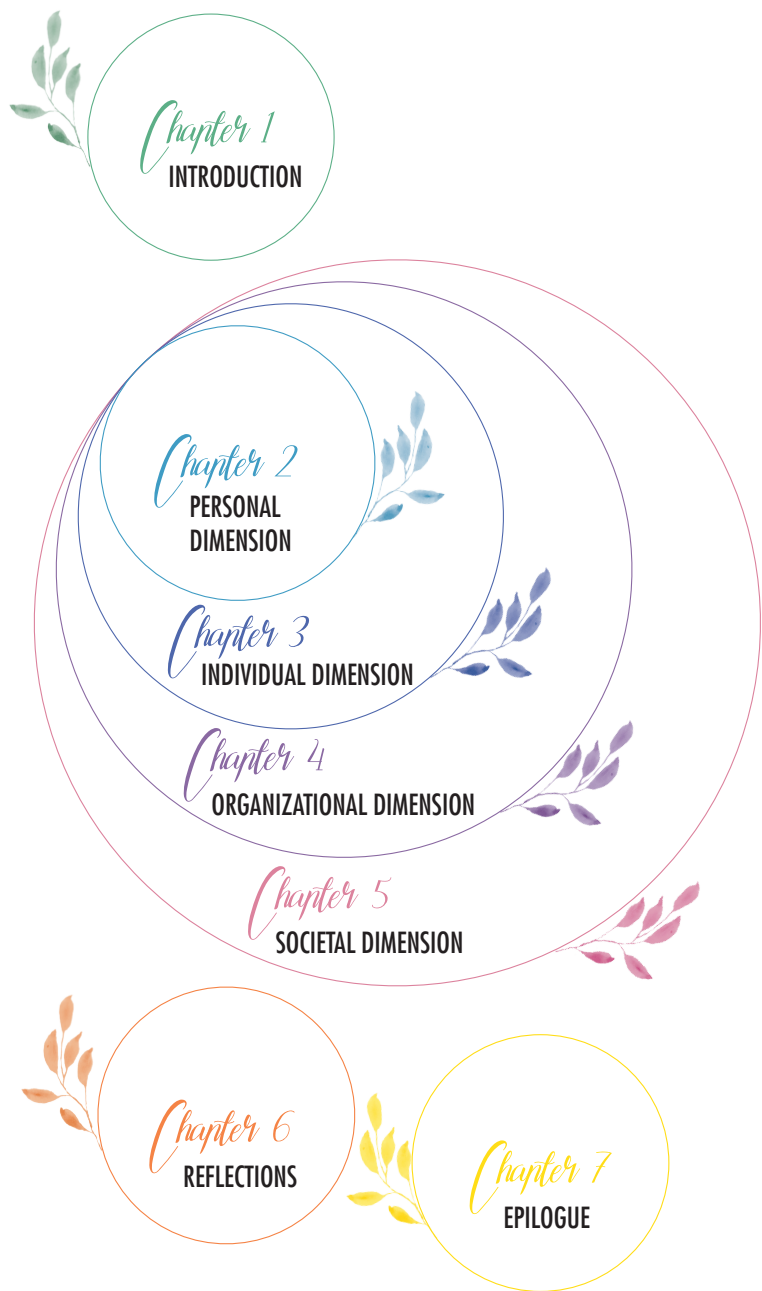 Chapter 1
INTRODUCTION
Chapter 2
PERSONAL
DIMENSION
Chapter 3
INDIVIDUAL DIMENSION
Chapter 4
ORGANIZATIONAL DIMENSION
Chapter 5
SOCIETAL DIMENSION
Chapter 6
REFLECTIONS
Chapter 7
EPILOGUE